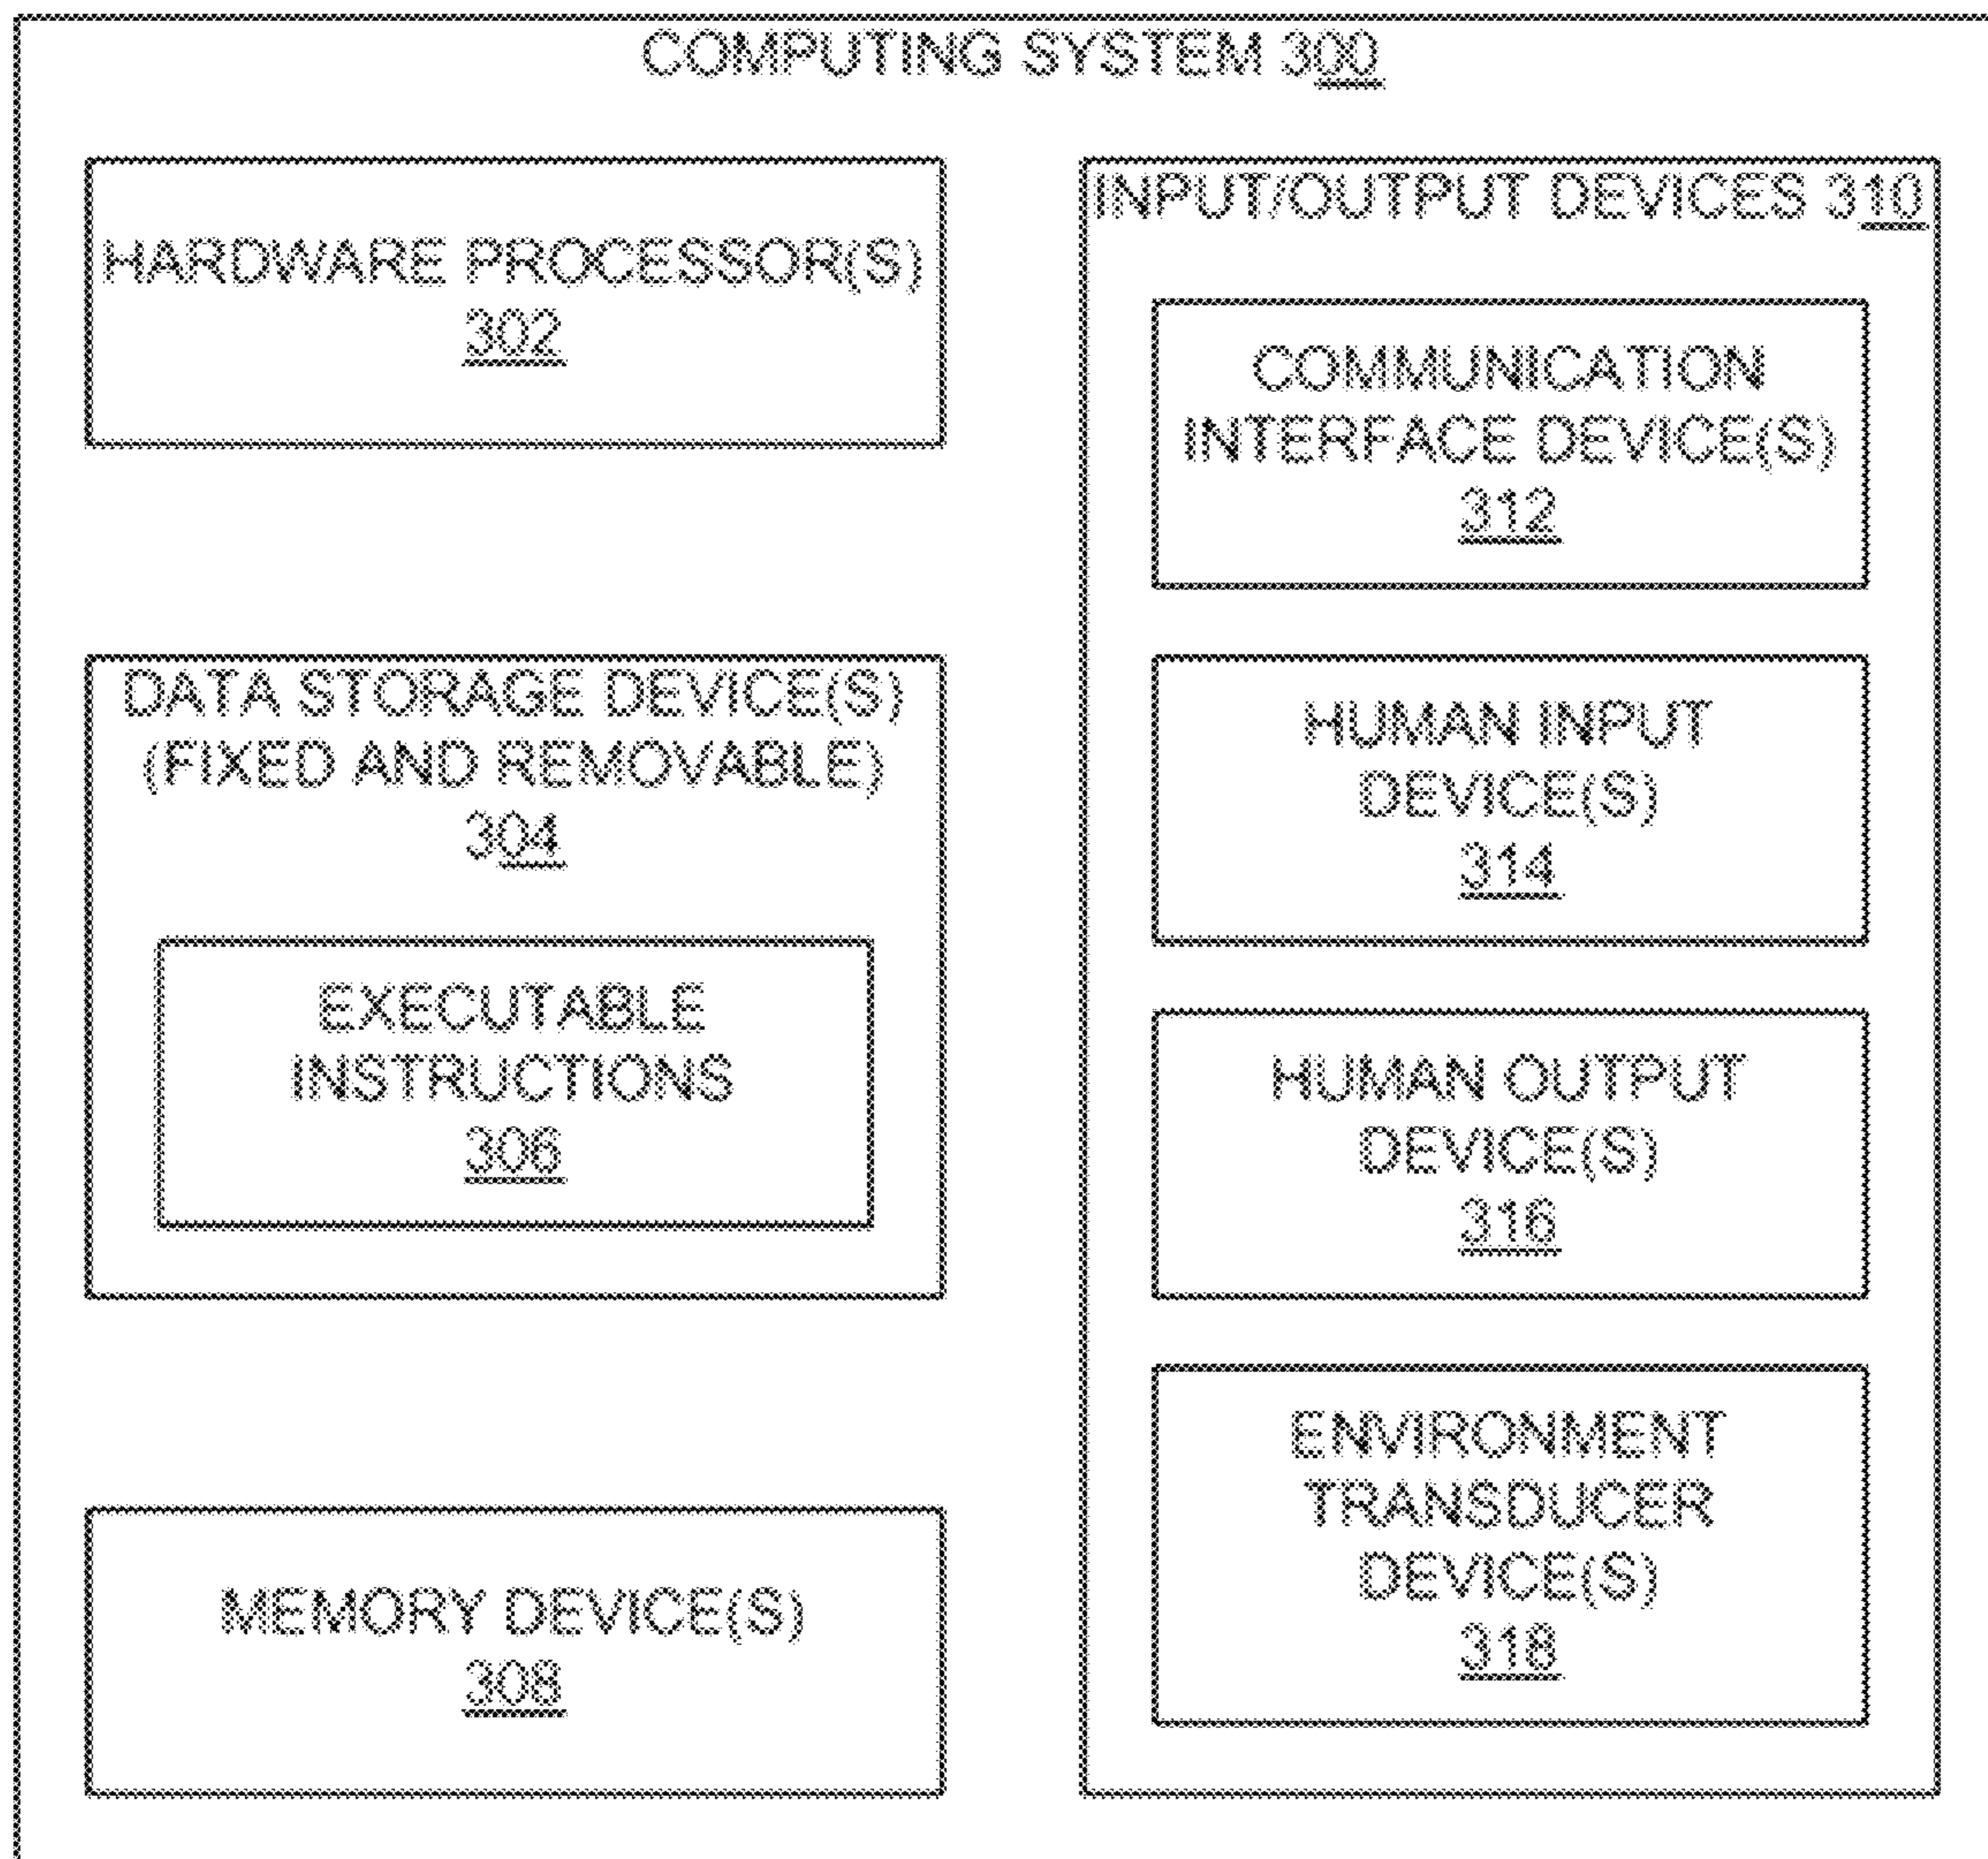 COMPUTING SYSTEM 300
HARDWARE PROCESSOR(S)
302
DATA STORAGE DEVICE(S)
(FIXED AND REMOVABLE)
304
EXECUTABLE
INSTRUCTIONS
306
MEMORY DEVICE(S)
308
INPUT/OUTPUT DEVICES 310
COMMUNICATION
INTERFACE DEVICE(S)
312
HUMAN INPUT
DEVICE(S)
314
HUMAN OUTPUT
DEVICE(S)
316
ENVIRONMENT
TRANSDUCER
DEVICE(S)
318